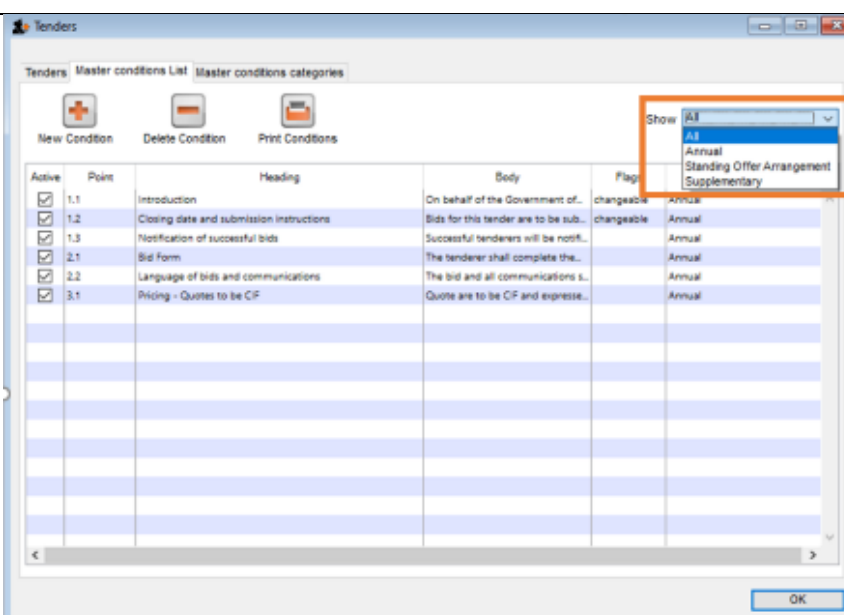 Tenders
Tenders Master conditions List Master conditions categories
New Condition Delete Condition Print Conditions
Show All
All
Annual
Standing Offer Arrangement
Supplementary
Active Point Heading Body Flags
1.1 Introduction On behalf of the Government of... changeable Annual
1.2 Closing date and submission instructions Bids for this tender are to be sub... changeable Annual
1.3 Notification of successful bids Successful tenderers will be notifi... Annual
2.1 Bid Form The tenderer shall complete the... Annual
2.2 Language of bids and communications The bid and all communications s... Annual
3.1 Pricing - Quotes to be CIF Quote are to be CIF and expresse... Annual
OK